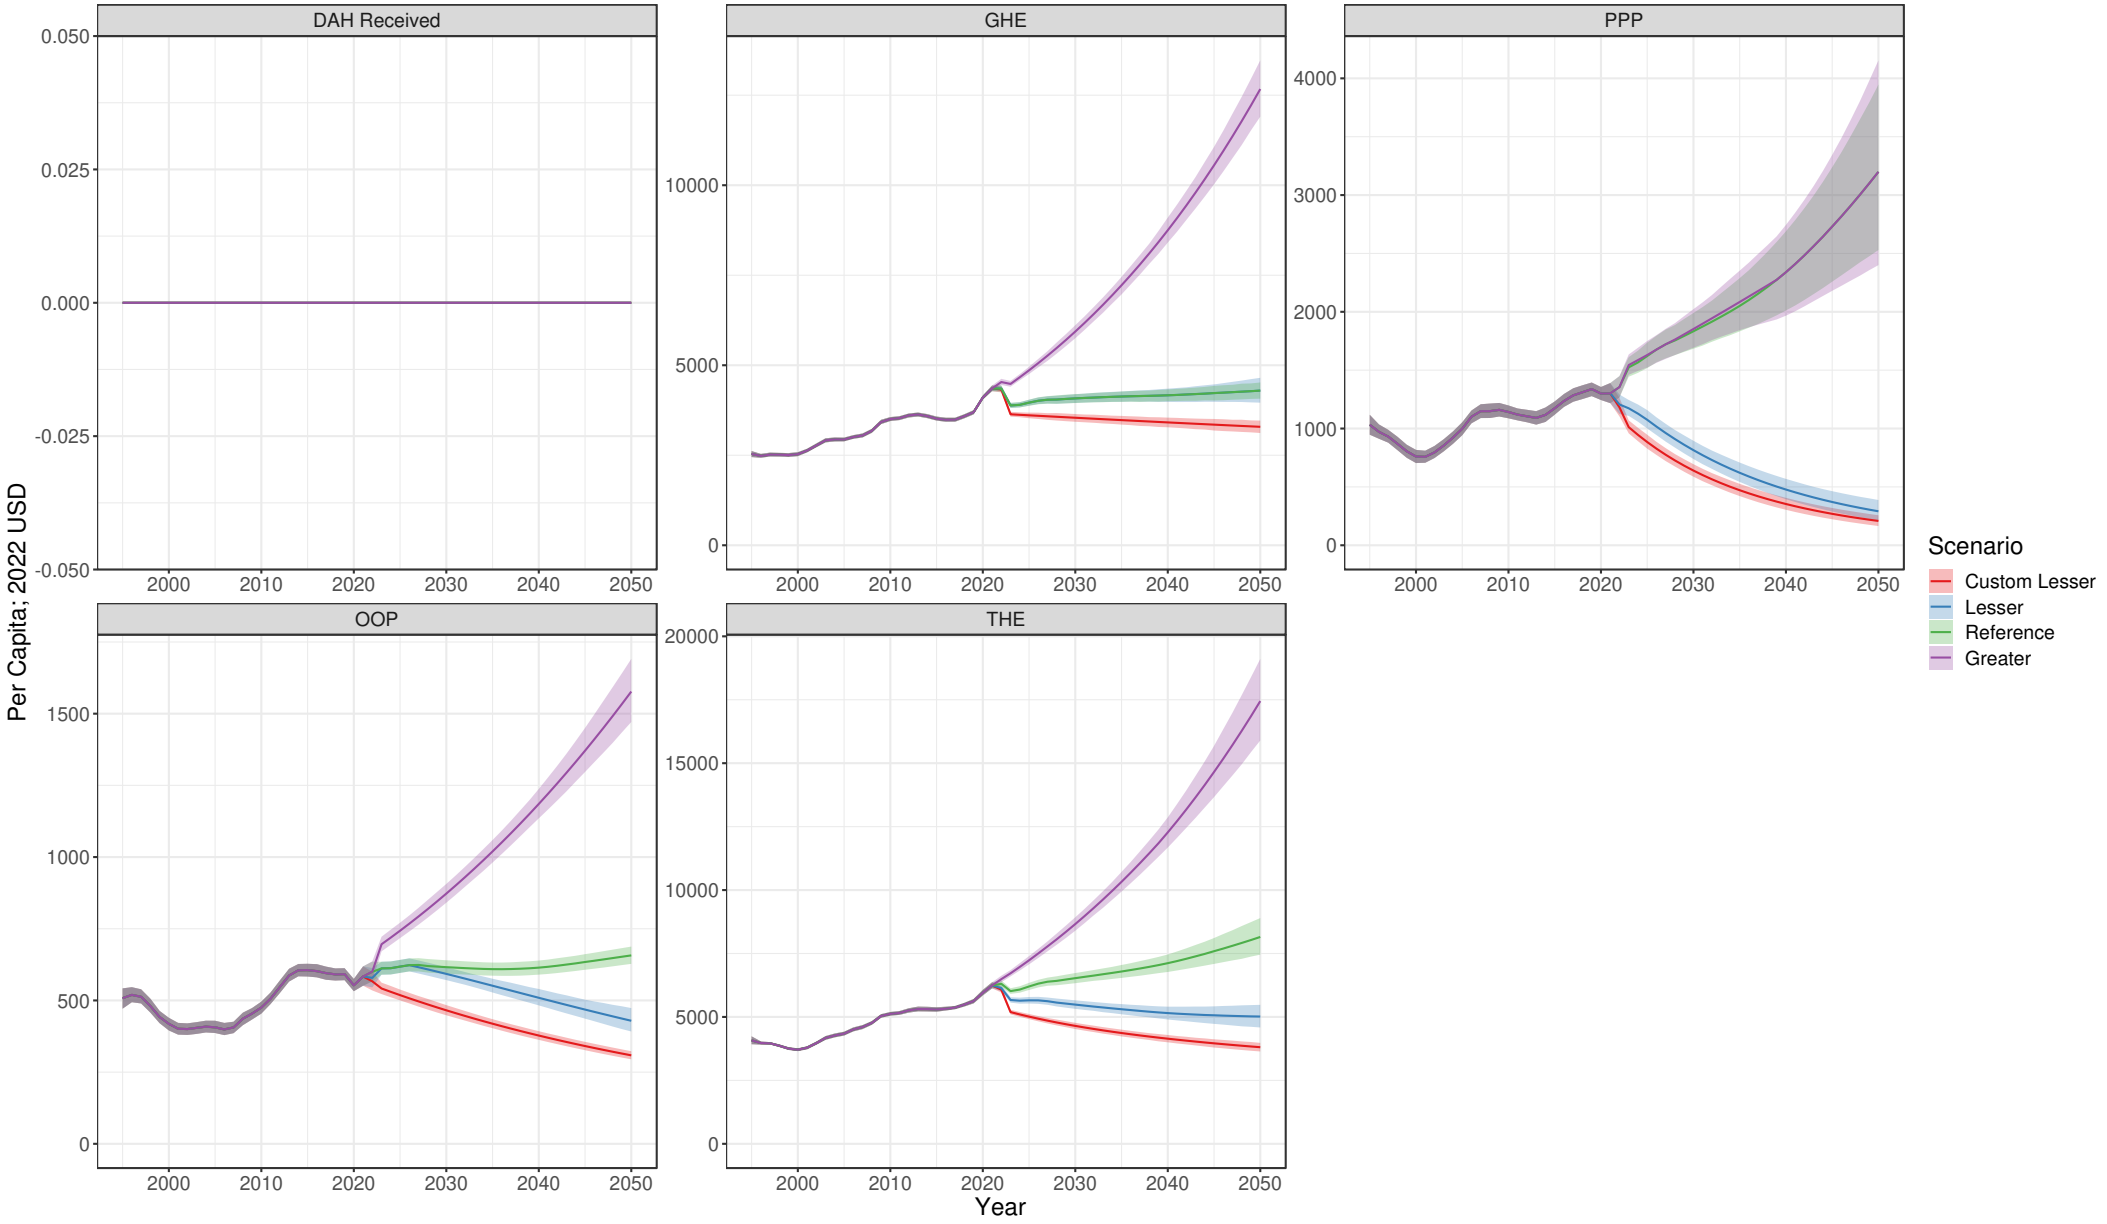 DAH Received
GHE
PPP
0.050
0.025
0.000
-0.025
-0.050
10000
5000
0
4000
3000
2000
1000
0
2000 2010 2020 2030 2040 2050
2000 2010 2020 2030 2040 2050
2000 2010 2020 2030 2040 2050
OOP
THE
1500
1000
500
0
20000
15000
10000
5000
0
2000 2010 2020 2030 2040 2050
2000 2010 2020 2030 2040 2050
Year
Per Capita; 2022 USD
Scenario
Custom Lesser
Lesser
Reference
Greater